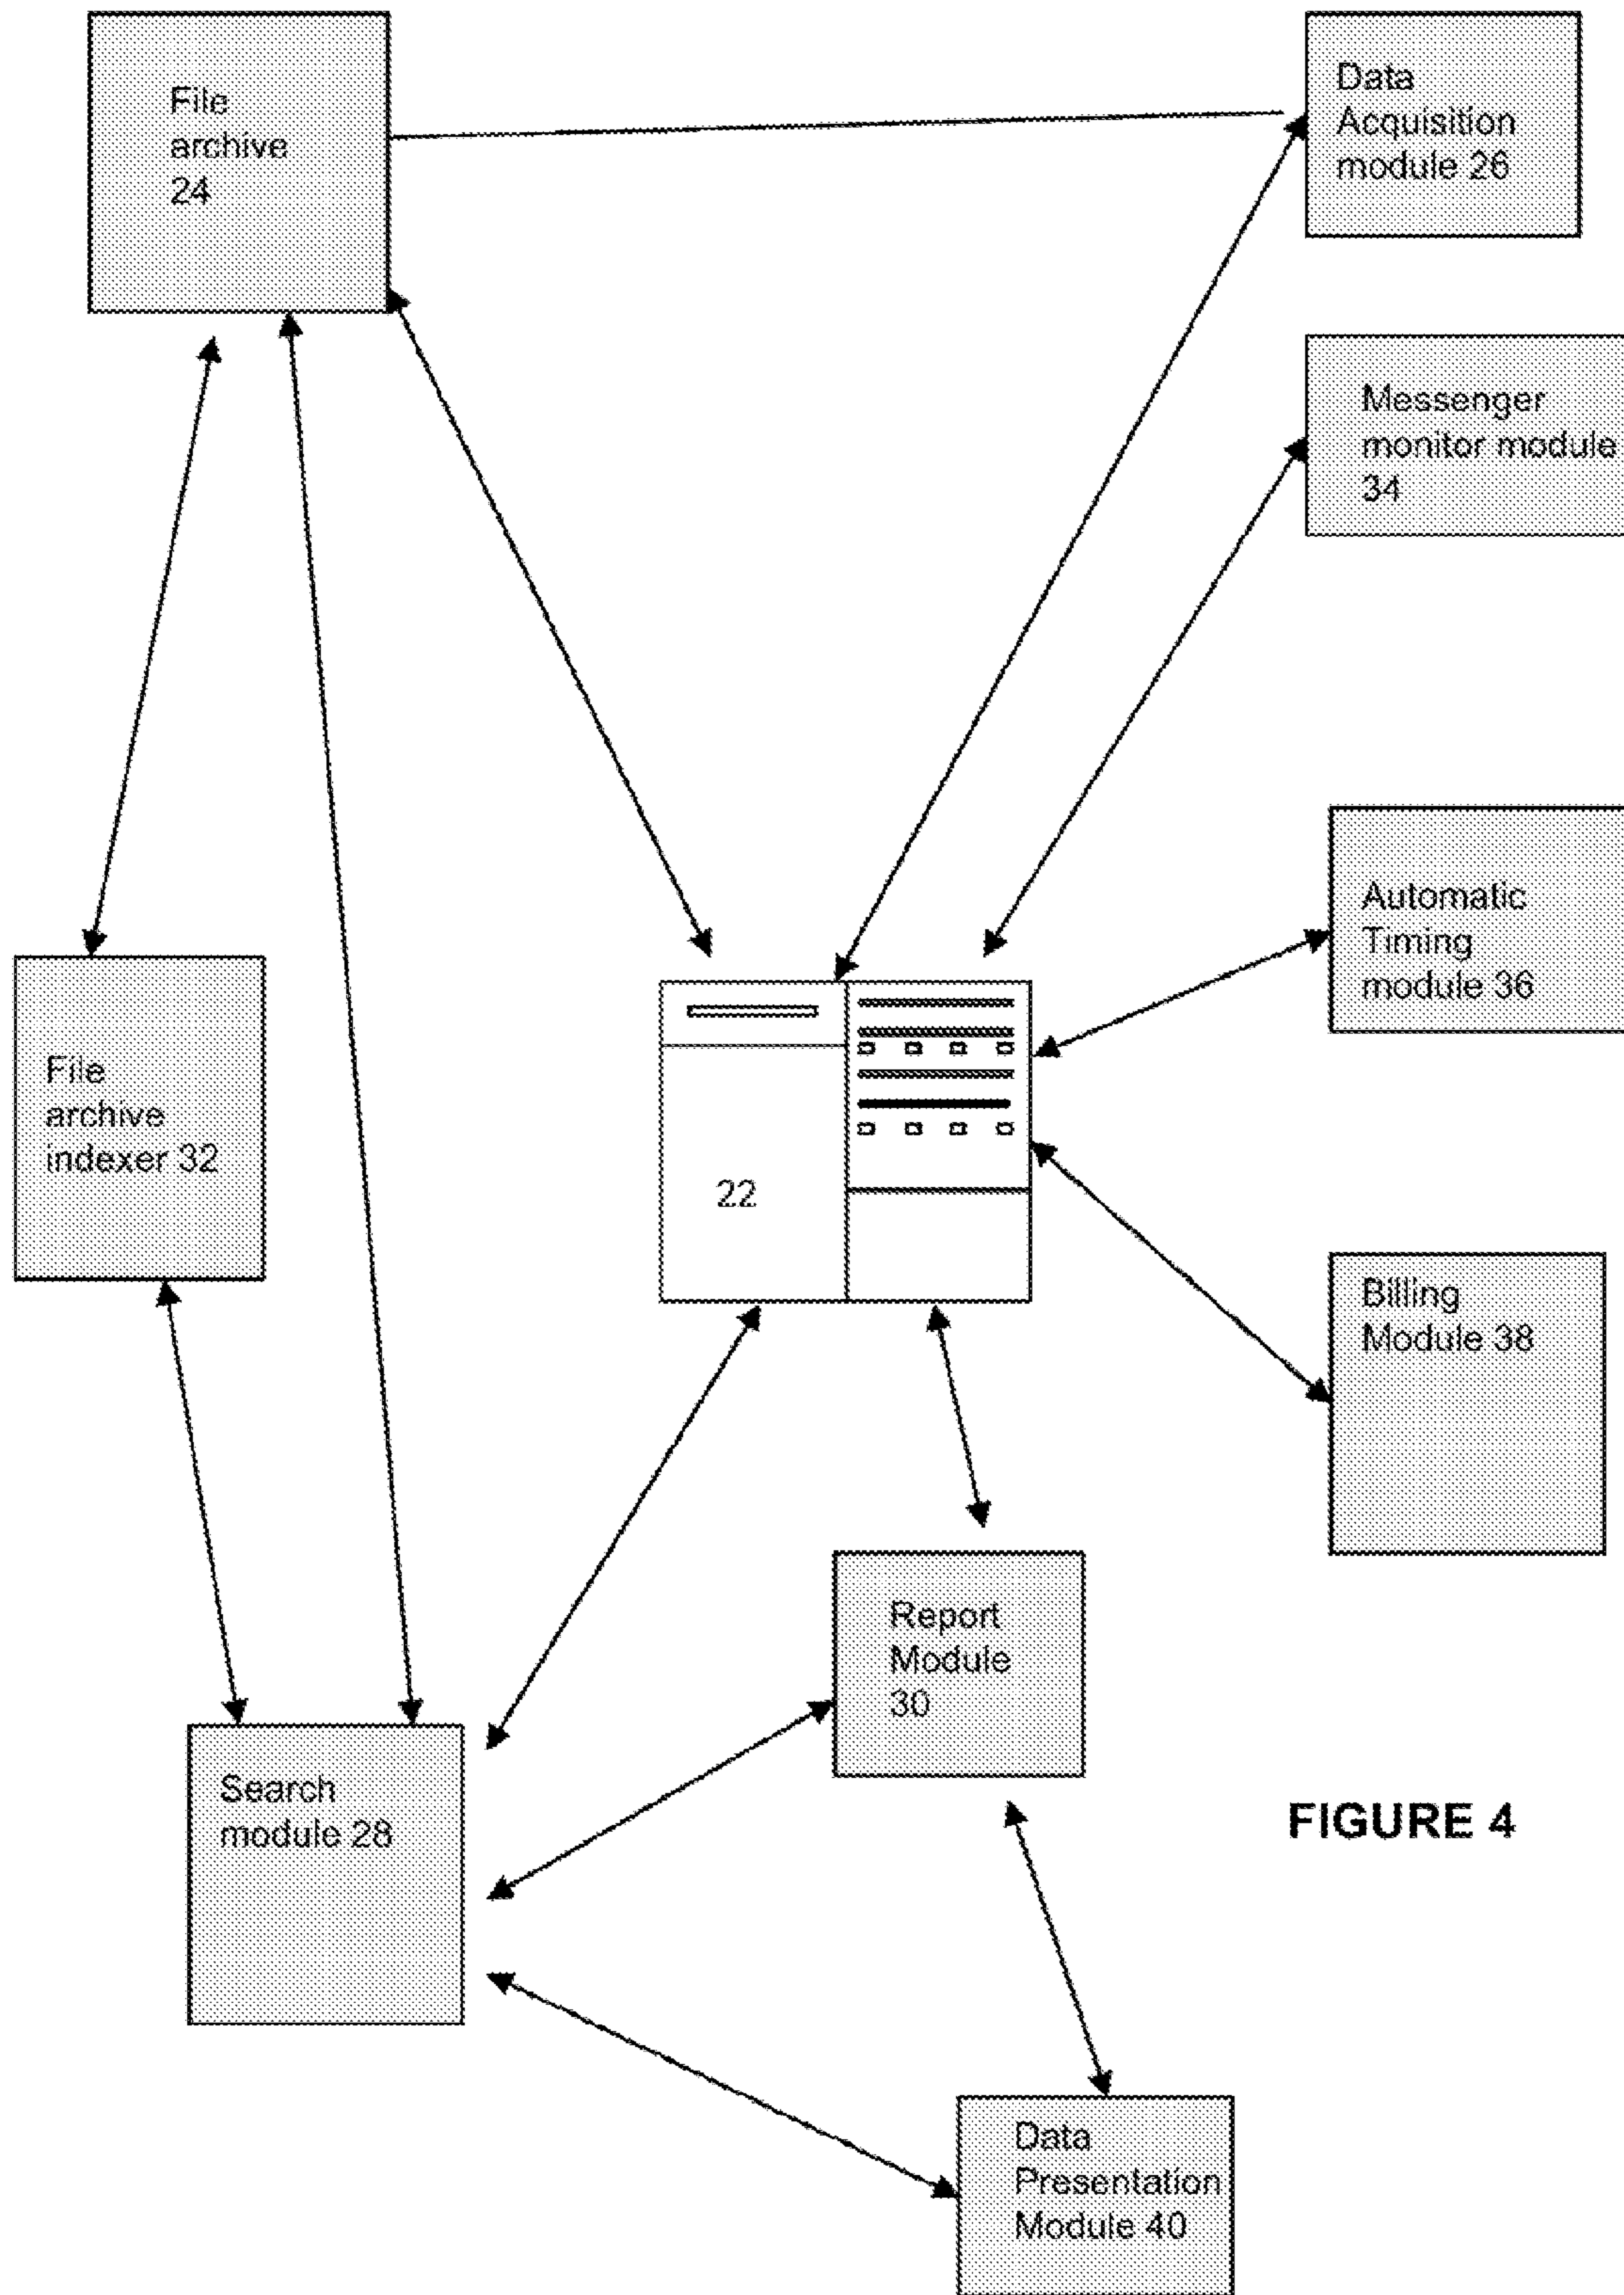 File
archive
24
Data
Acquisition
module 26
Messenger
monitor module
34
Automatic
Timing
module 36
File
archive
indexer 32
22
Billing
Module 38
Report
Module
30
Search
module 28
FIGURE 4
Data
Presentation
Module 40